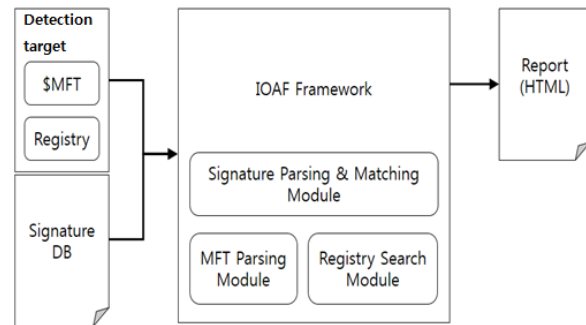 Detection
target
$MFT
Registry
Signature
DB
IOAF Framework
Signature Parsing & Matching
Module
MFT Parsing
Module
Registry Search
Module
Report
(HTML)